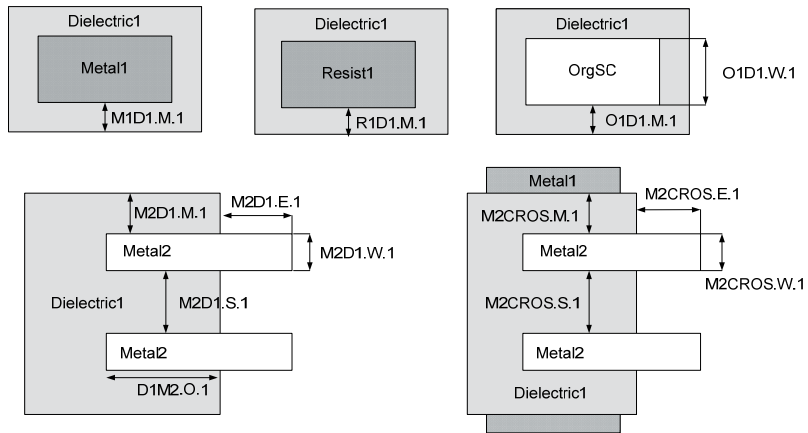 Dielectric1
Metal1
M1D1.M.1
Dielectric1
Resist1
R1D1.M.1
Dielectric1
OrgSC
O1D1.W.1
O1D1.M.1
M2D1.E.1
M2D1.M.1
Metal2
M2D1.W.1
Dielectric1
M2D1.S.1
Metal2
D1M2.O.1
Metal1
M2CROS.E.1
M2CROS.M.1
Metal2
M2CROS.W.1
M2CROS.S.1
Metal2
Dielectric1